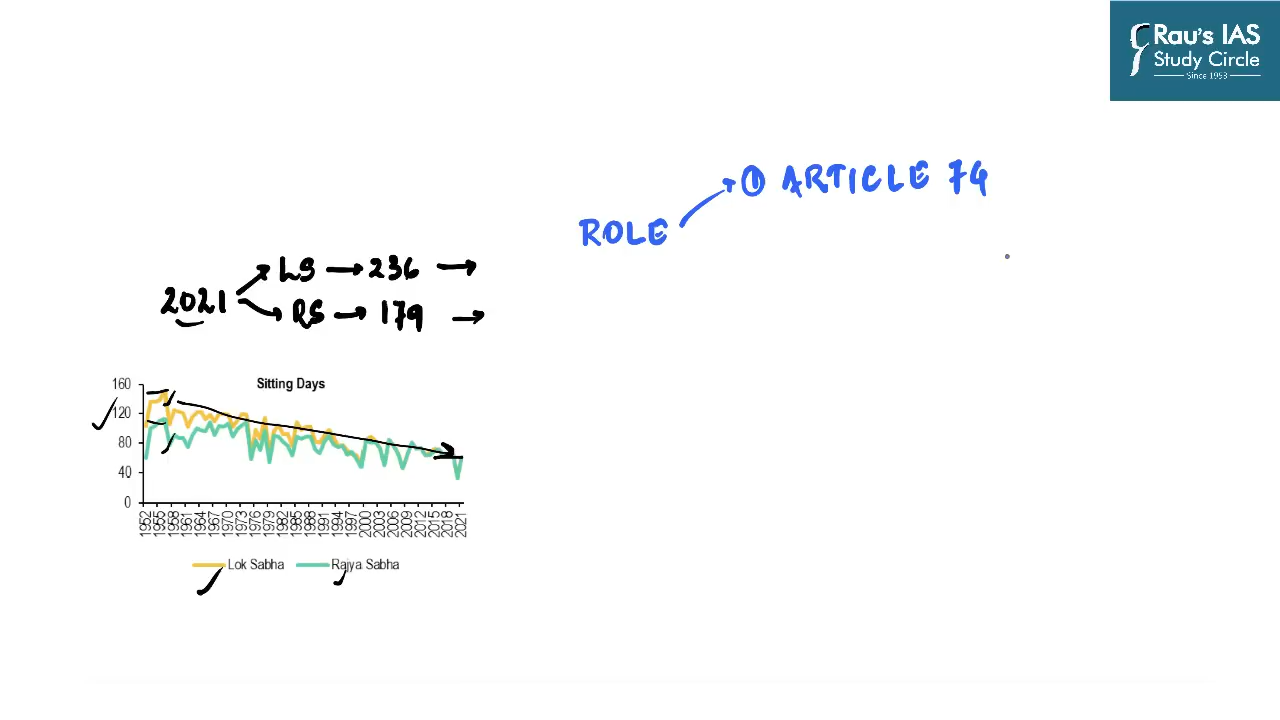 Rau's IAS
Study Circle
Since 1953
① ARTICLE 74
ROLE
2021
LS → 236 →
RS → 179 →
Sitting Days
160
120
80
40
0
1952 1955 1958 1961 1964 1967 1970 1973 1976 1979 1982 1985 1988 1991 1994 1997 2000 2003 2006 2009 2012 2015 2018 2021
Lok Sabha Rajya Sabha